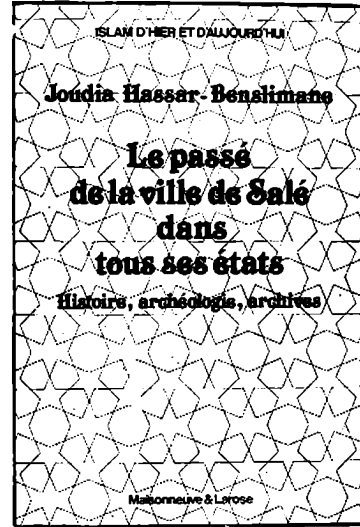 ISLAM D'HIER ET D'AUJOURD'HUI
Joudia Hassar-Benslimane
Le passé
de la ville de Salé
dans
tous ses états
Histoire, archéologie, archives
Maisonneuve & Larose